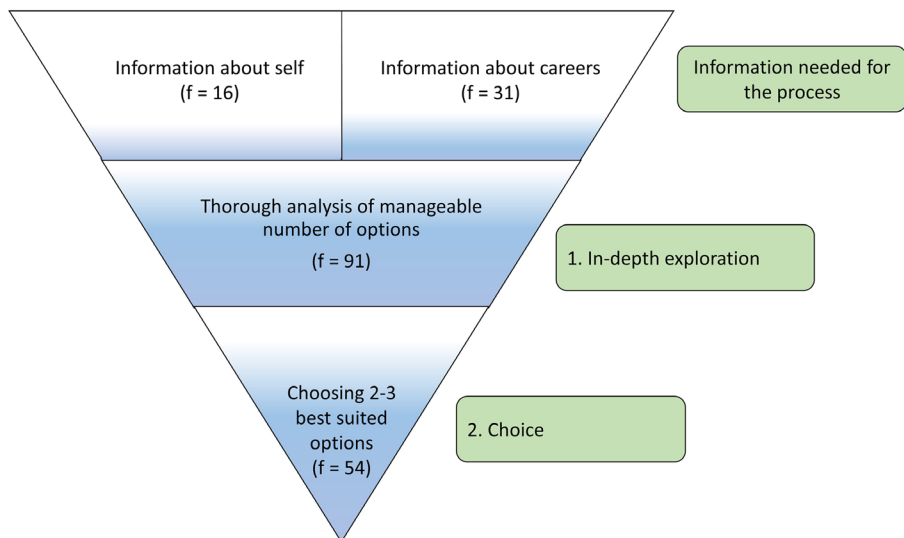 Information about self
(f = 16)
Information about careers
(f = 31)
Information needed for
the process
Thorough analysis of manageable
number of options
(f = 91)
1. In-depth exploration
Choosing 2-3
best suited
options
(f = 54)
2. Choice